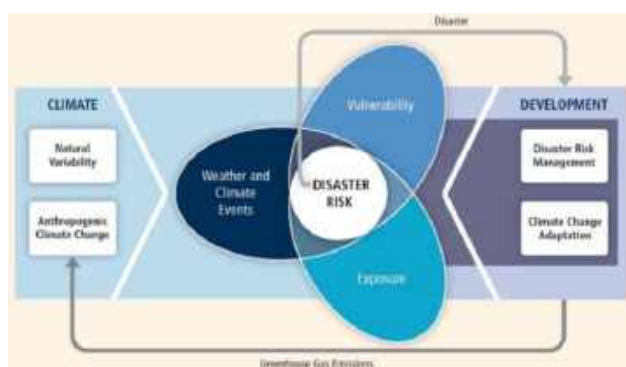 Disaster
CLIMATE
Natural
Variability
Anthropogenic
Climate Change
Weather and
Climate
Events
Vulnerability
DISASTER
RISK
Exposure
DEVELOPMENT
Disaster Risk
Management
Climate Change
Adaptation
Greenhouse Gas Emissions